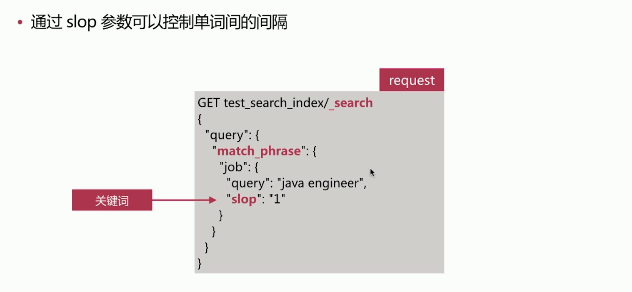 • 通过 slop 参数可以控制单词间的间隔
request
GET test_search_index/_search
{
"query": {
"match_phrase": {
"job": {
"query": "java engineer",
关键词
"slop": "1"
}
}
}
}